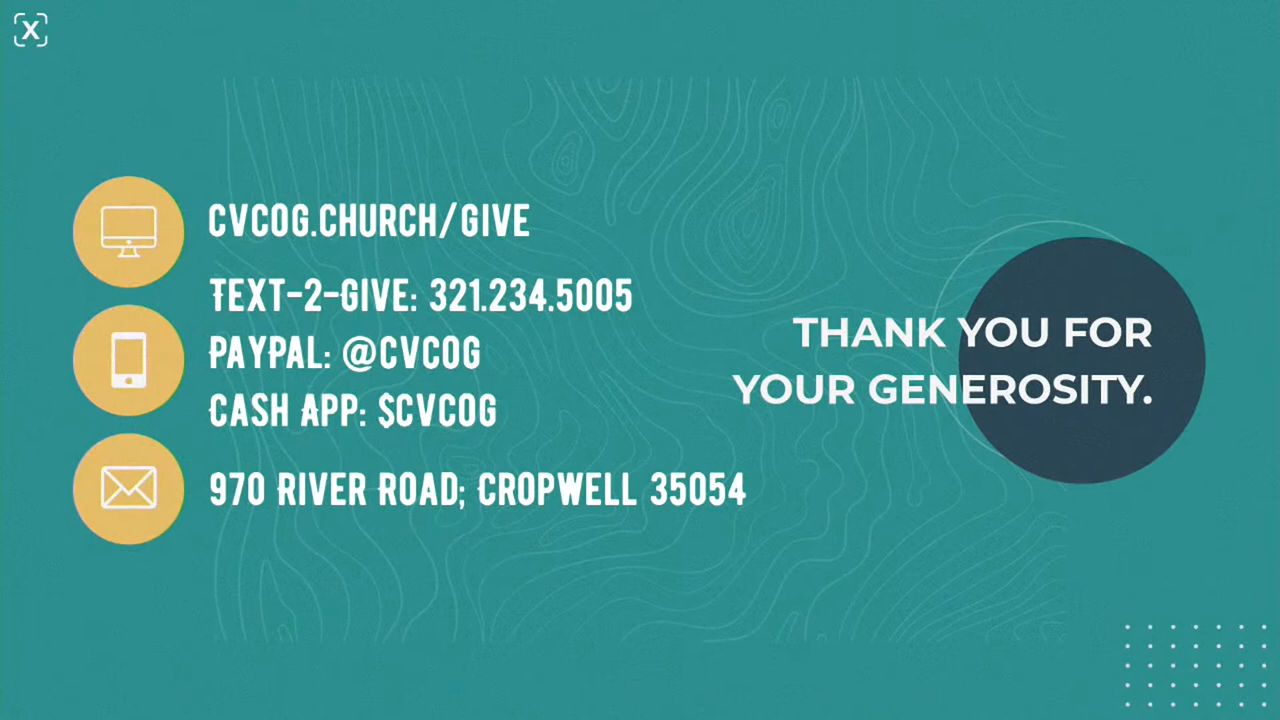 X
CVCOG.CHURCH/GIVE
TEXT-2-GIVE: 321.234.5005
PAYPAL: @CVCOG
CASH APP: $CVCOG
970 RIVER ROAD; CROPWELL 35054
THANK YOU FOR
YOUR GENEROSITY.